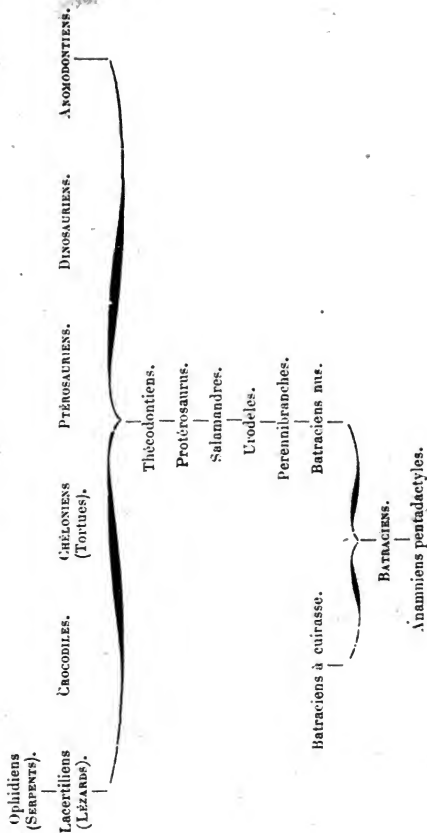 Ophidiens
(SERPENTS).
Lacertiliens
(LÉZARDS).
CROCODILES.
CHÉLONIENS
(Tortues).
PTÉROSAURIENS.
DINOSAURIENS.
ANOMODONTIENS.
Thécodontiens.
Protérosaurus.
Salamandres.
Urodèles.
Perennibranches.
Batraciens nus.
Batraciens à cuirasse.
BATRACIENS.
Anamniens pentadactyles.